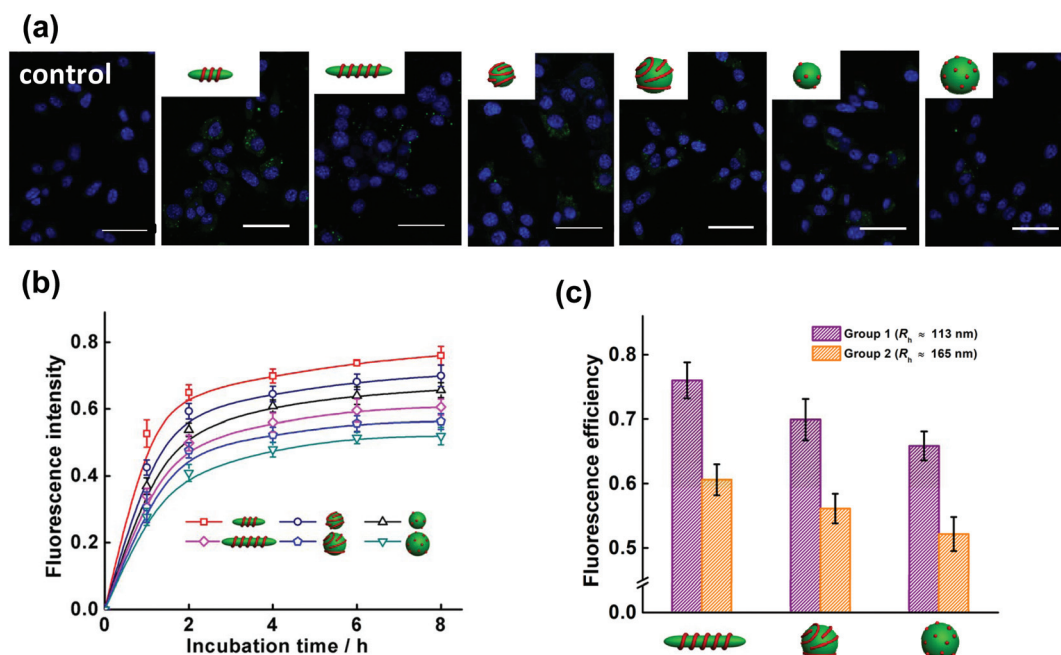 (a)
control
(b)
Fluorescence intensity
0.8
0.6
0.4
0.2
0.0
0 2 4 6 8
Incubation time / h
(c)
Fluorescence efficiency
0.8
0.7
0.6
0.5
0.0
Group 1 (Rh ≈ 113 nm)
Group 2 (Rh ≈ 165 nm)